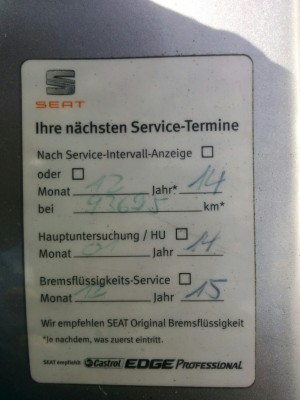 SEAT
Ihre nächsten Service-Termine
Nach Service-Intervall-Anzeige
oder
Monat 12 Jahr* 14
bei 93695 km*
Hauptuntersuchung / HU
Monat Jahr 14
Bremsflüssigkeits-Service
Monat 12 Jahr 15
Wir empfehlen SEAT Original Bremsflüssigkeit
*Je nachdem, was zuerst eintritt.
SEAT empfiehlt Castrol EDGE PROFESSIONAL